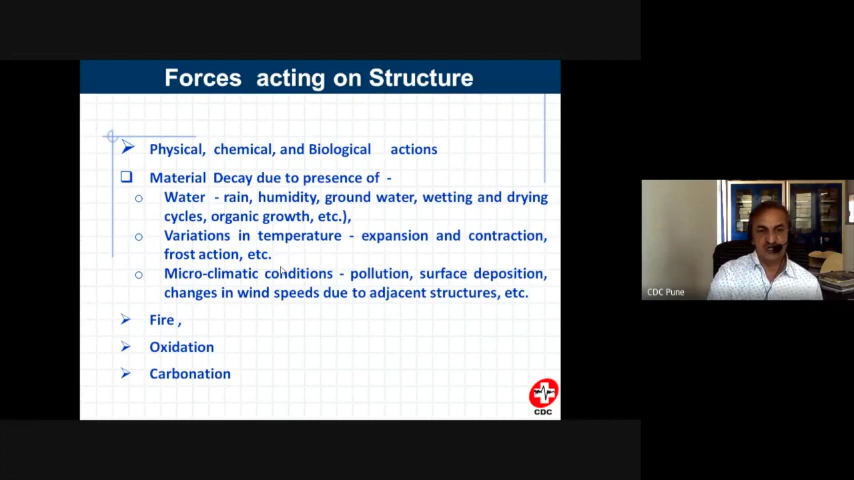 Forces acting on Structure
Physical, chemical, and Biological actions
Material Decay due to presence of -
Water - rain, humidity, ground water, wetting and drying
cycles, organic growth, etc.),
Variations in temperature - expansion and contraction,
frost action, etc.
Micro-climatic conditions - pollution, surface deposition,
changes in wind speeds due to adjacent structures, etc.
Fire ,
Oxidation
Carbonation
CDC
CDC Pune